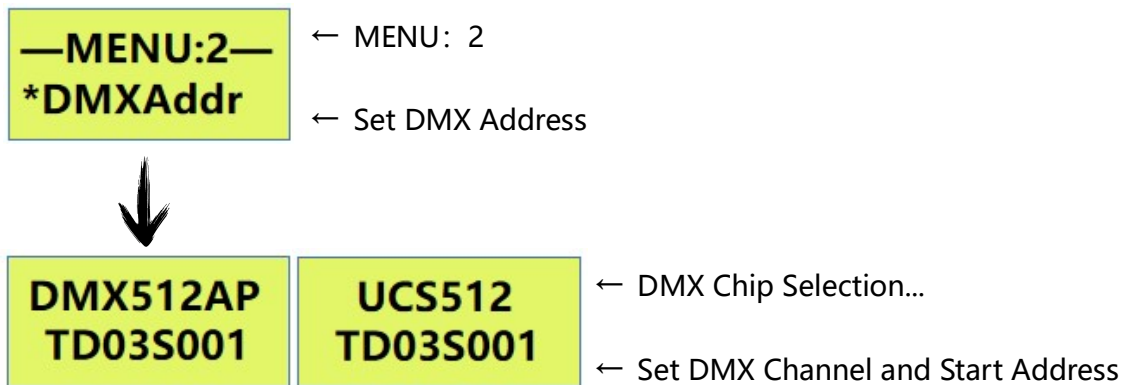 —MENU:2—
← MENU：2
*DMXAddr
← Set DMX Address
DMX512AP
TD03S001
UCS512
TD03S001
← DMX Chip Selection...
← Set DMX Channel and Start Address